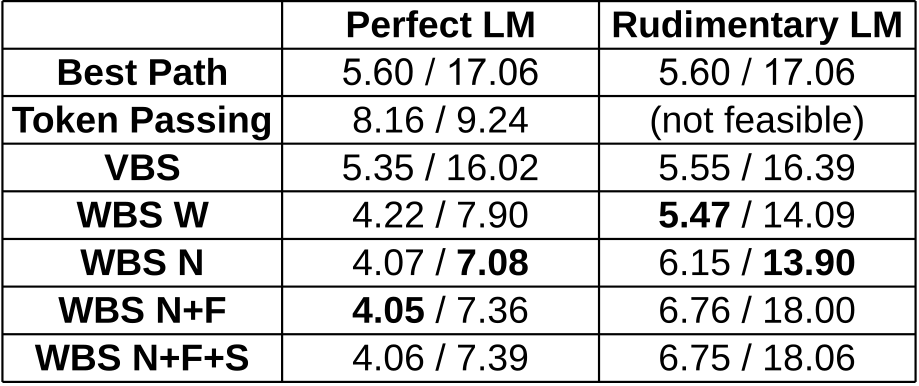 Perfect LM Rudimentary LM
Best Path 5.60 / 17.06 5.60 / 17.06
Token Passing 8.16 / 9.24 (not feasible)
VBS 5.35 / 16.02 5.55 / 16.39
WBS W 4.22 / 7.90 5.47 / 14.09
WBS N 4.07 / 7.08 6.15 / 13.90
WBS N+F 4.05 / 7.36 6.76 / 18.00
WBS N+F+S 4.06 / 7.39 6.75 / 18.06